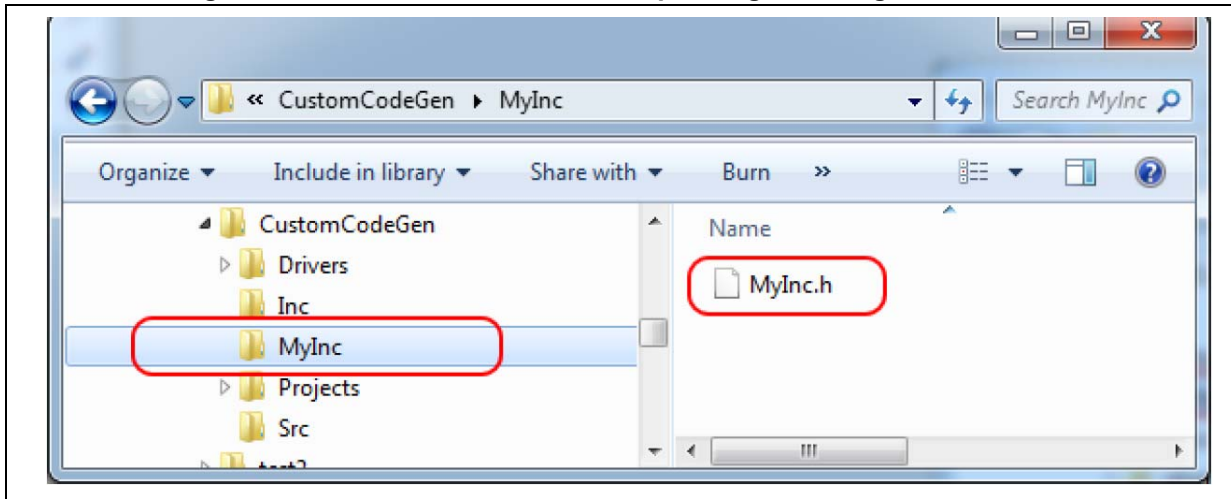 « CustomCodeGen ▸ MyInc
Search MyInc
Organize ▾ Include in library ▾ Share with ▾ Burn »
CustomCodeGen
Drivers
Inc
MyInc
Projects
Src
Name
MyInc.h